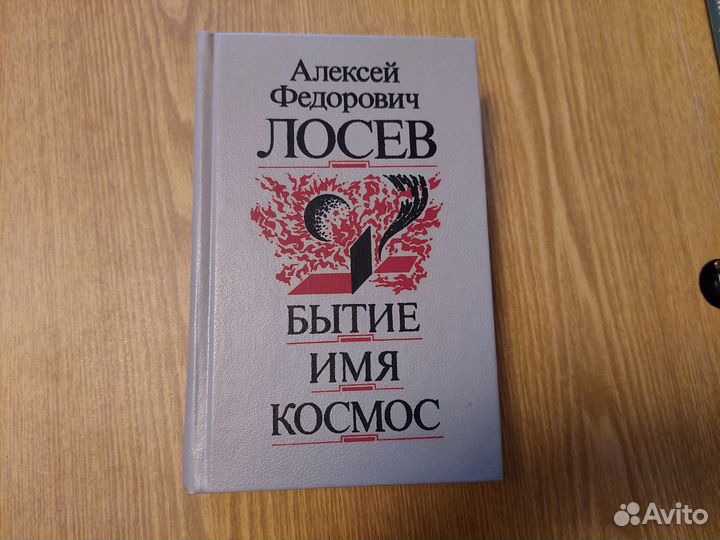 Алексей
Федорович
ЛОСЕВ
БЫТИЕ
ИМЯ
КОСМОС
Avito